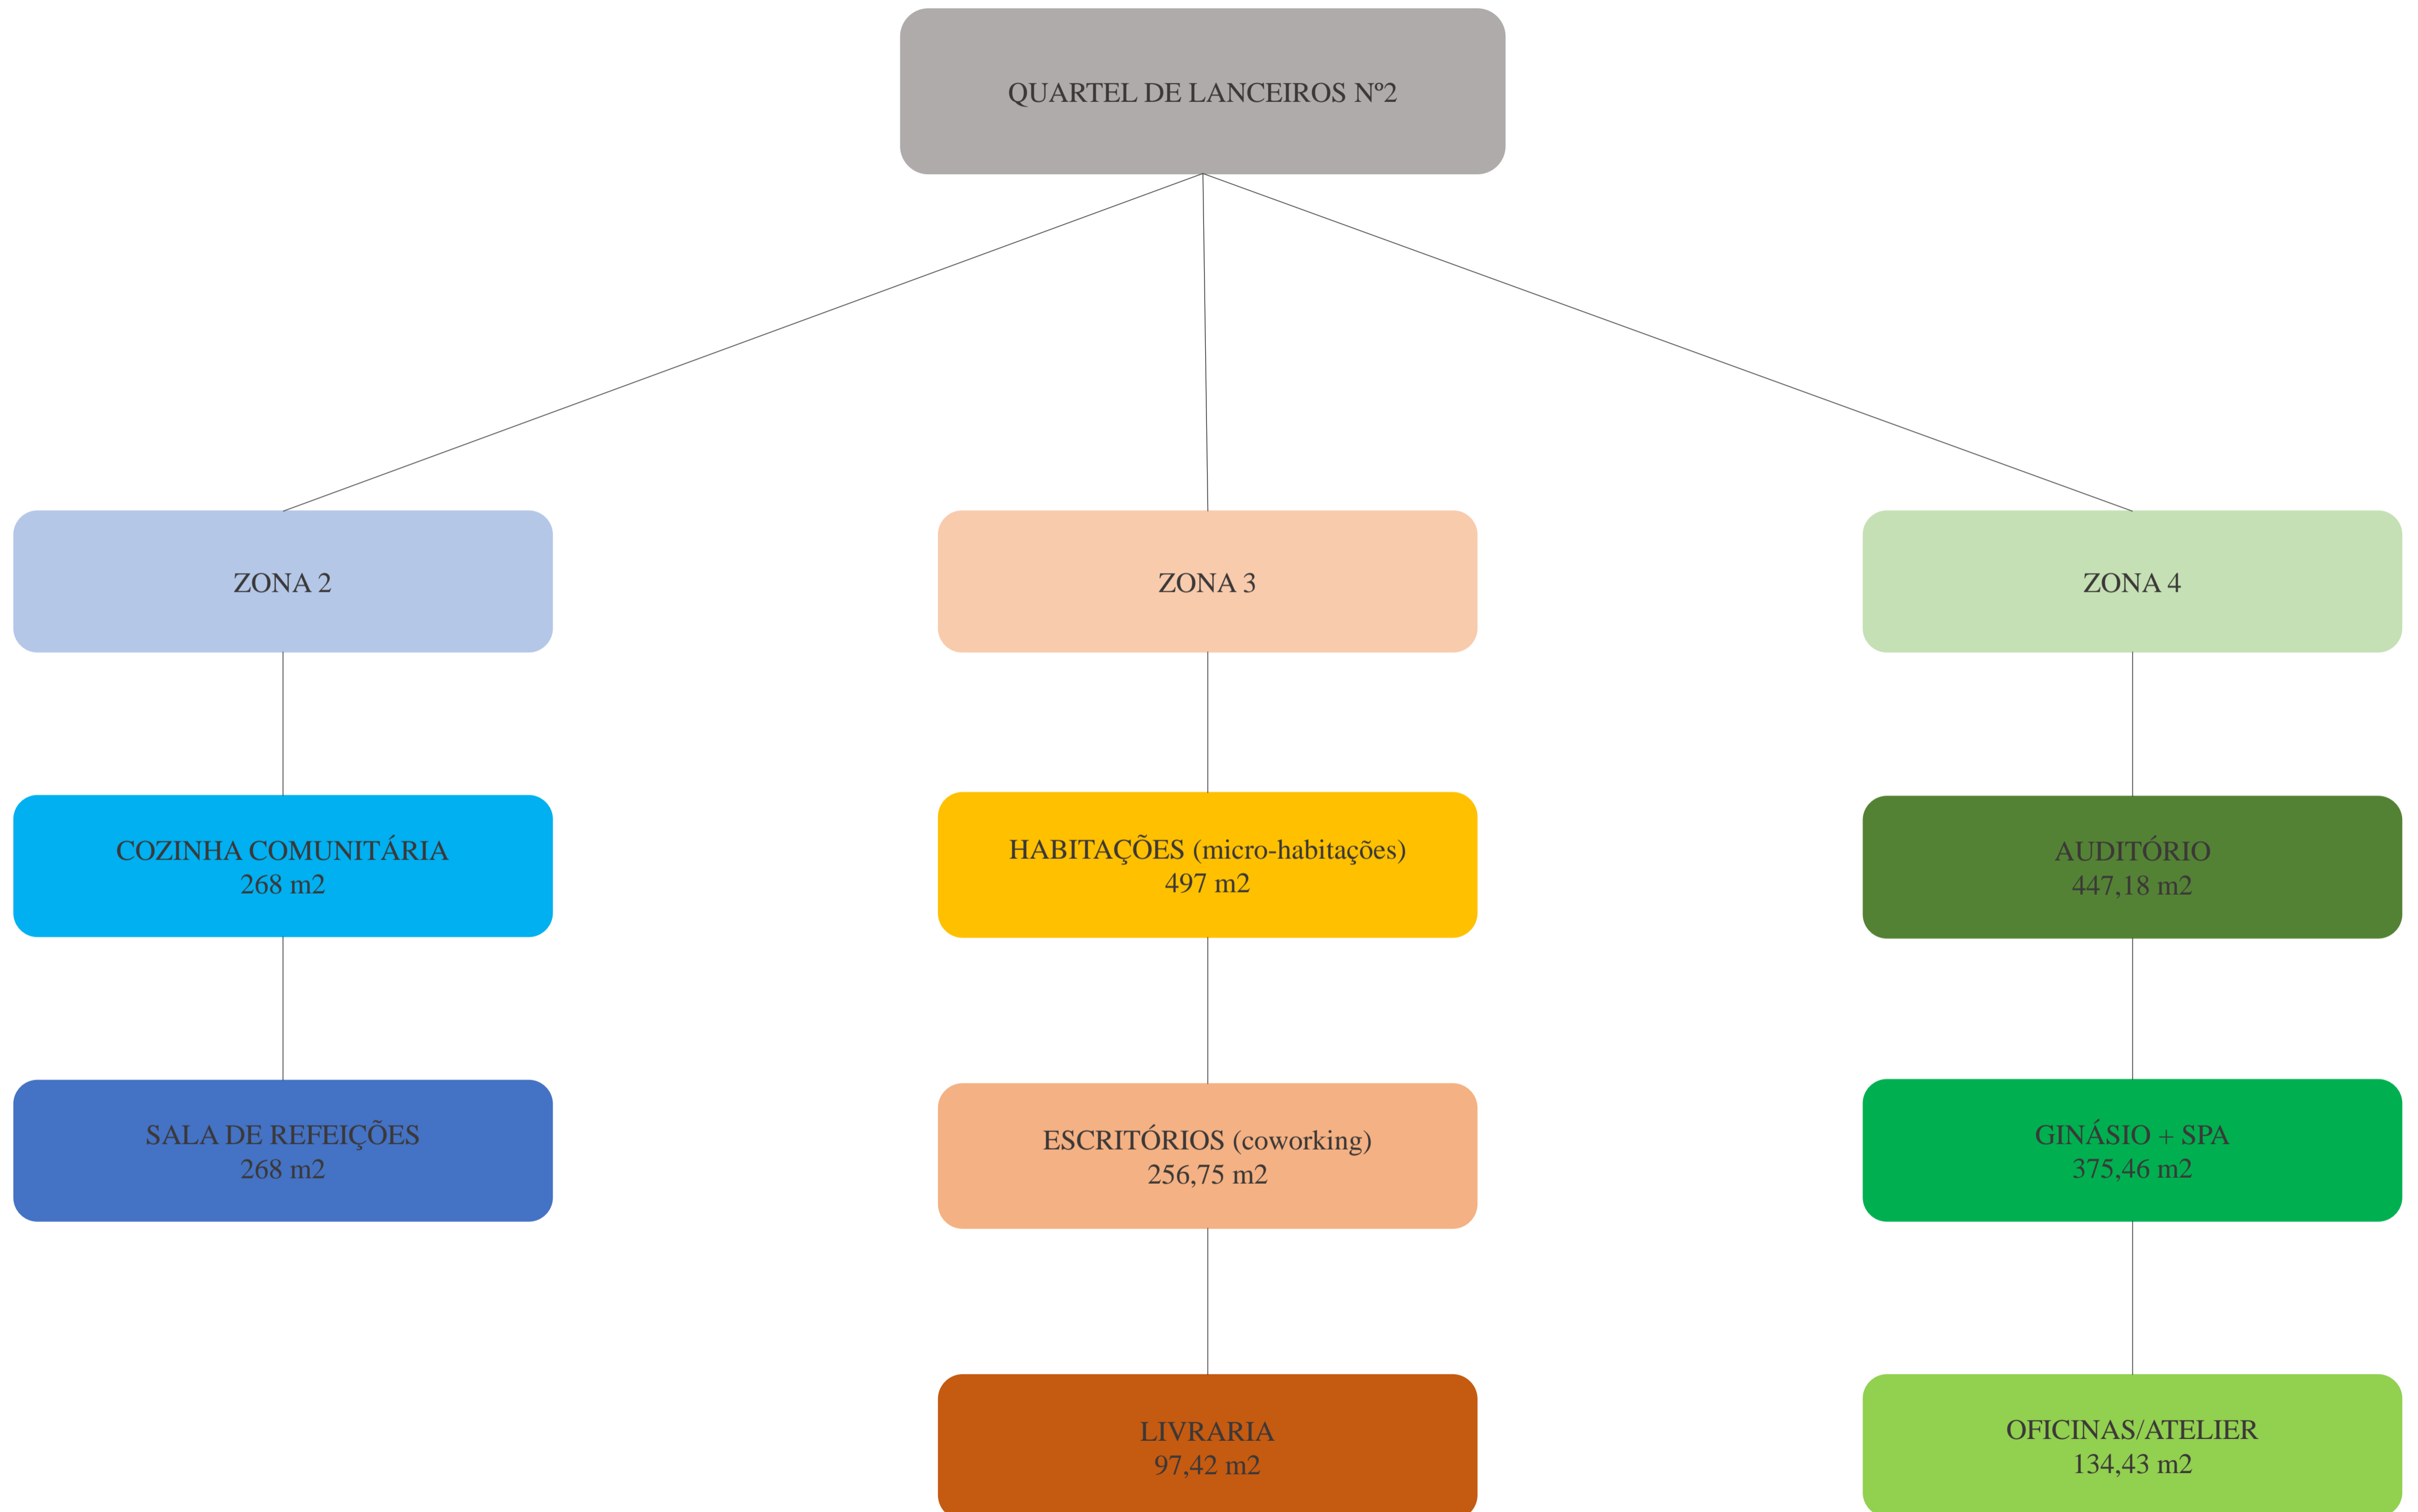 QUARTEL DE LANCEIROS Nº2
ZONA 2
ZONA 3
ZONA 4
COZINHA COMUNITÁRIA
268 m2
HABITAÇÕES (micro-habitações)
497 m2
AUDITÓRIO
447,18 m2
SALA DE REFEIÇÕES
268 m2
ESCRITÓRIOS (coworking)
256,75 m2
GINÁSIO + SPA
375,46 m2
LIVRARIA
97,42 m2
OFICINAS/ATELIER
134,43 m2